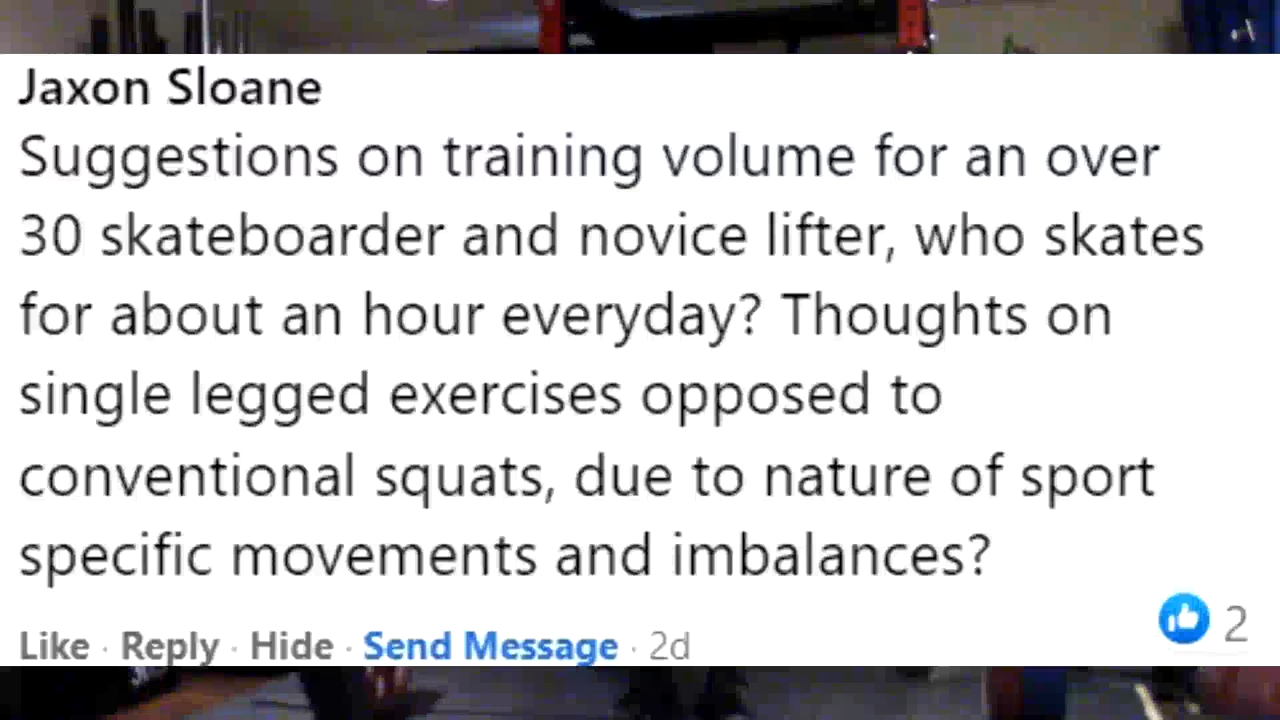 Jaxon Sloane
Suggestions on training volume for an over
30 skateboarder and novice lifter, who skates
for about an hour everyday? Thoughts on
single legged exercises opposed to
conventional squats, due to nature of sport
specific movements and imbalances?
2
Like · Reply · Hide · Send Message · 2d